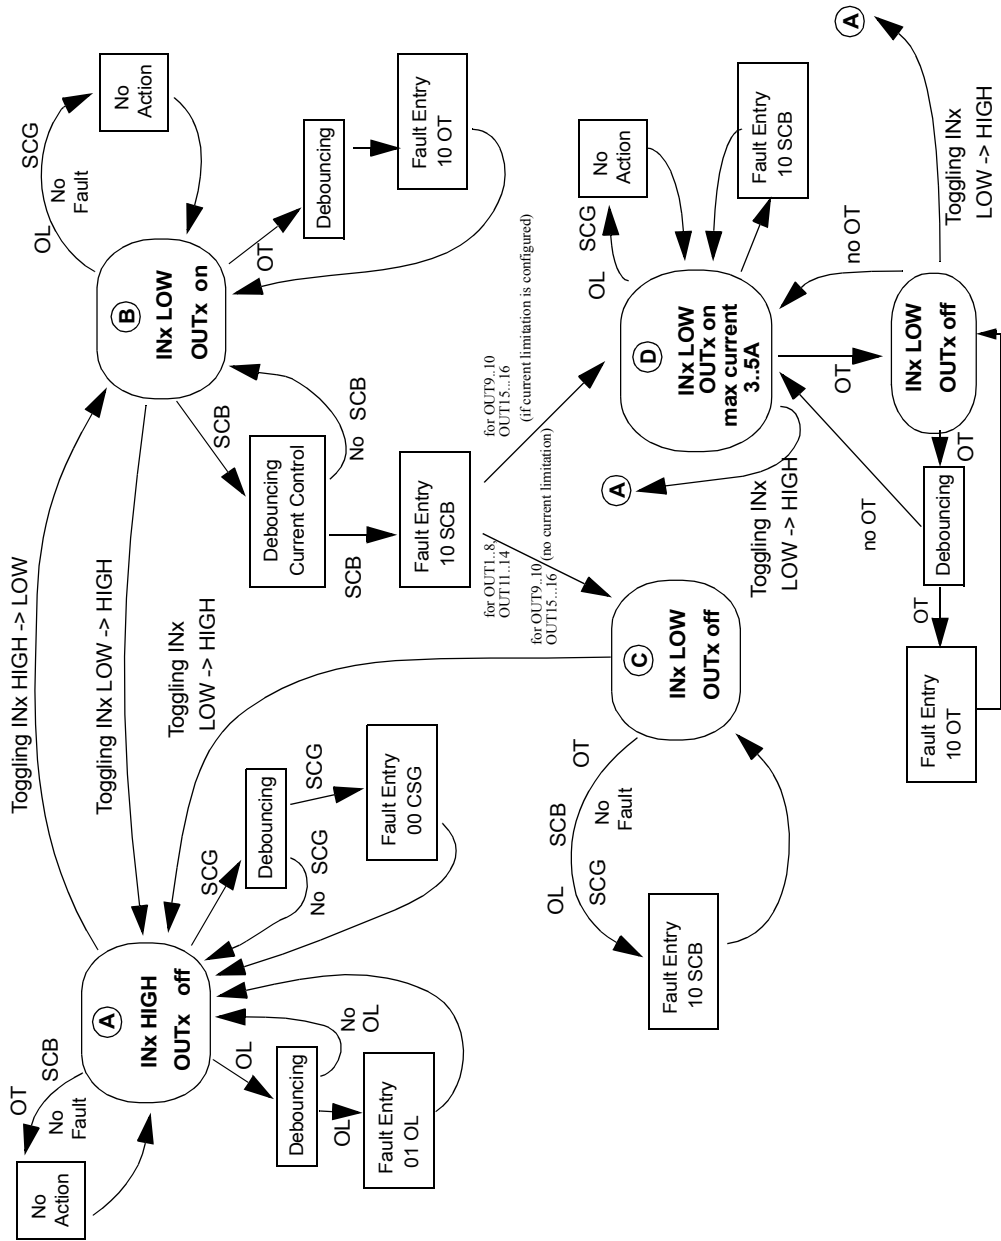 No
Action
OT
SCB
No
Fault
A
INx HIGH
OUTx off
OL
Debouncing
No
OL
OL
Fault Entry
01 OL
SCG
Debouncing
No SCG
SCG
Fault Entry
00 CSG
Toggling INx HIGH -> LOW
Toggling INx LOW -> HIGH
Toggling INx
LOW -> HIGH
B
INx LOW
OUTx on
OL
No
Fault
SCG
No
Action
OT
Debouncing
Fault Entry
10 OT
SCB
Debouncing
Current Control
No SCB
SCB
Fault Entry
10 SCB
for OUT1..8,
OUT11..14
for OUT9..10
OUT15...16 (no current limitation)
for OUT9..10
OUT15...16
(if current limitation is configured)
C
INx LOW
OUTx off
OT
No
Fault
SCB
OL
SCG
Fault Entry
10 SCB
D
INx LOW
OUTx on
max current
3..5A
OL
SCG
No
Action
Fault Entry
10 SCB
A
Toggling INx
LOW -> HIGH
OT
no OT
INx LOW
OUTx off
Toggling INx
LOW -> HIGH
A
OT
Debouncing
no OT
OT
Fault Entry
10 OT